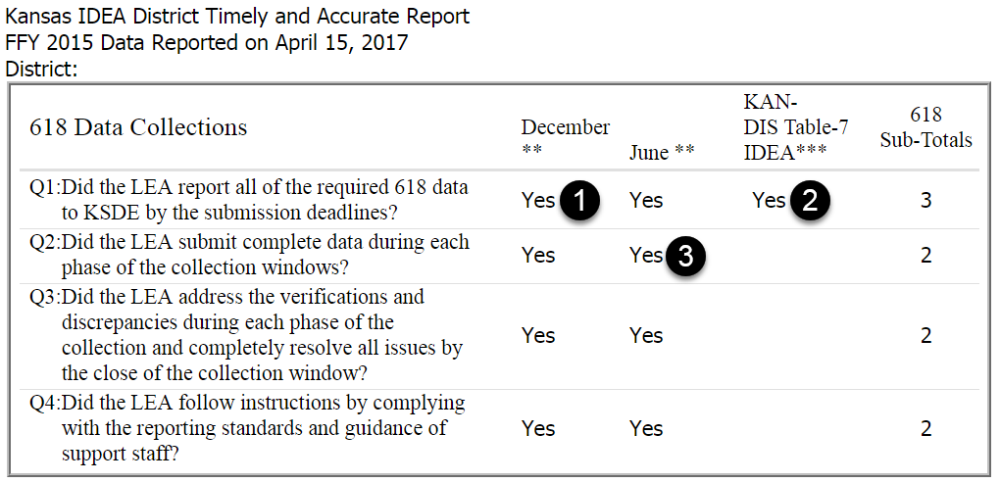 Kansas IDEA District Timely and Accurate Report
FFY 2015 Data Reported on April 15, 2017
District:
618 Data Collections
December
**
June **
KAN-
DIS Table-7
IDEA***
618
Sub-Totals
Q1:Did the LEA report all of the required 618 data
to KSDE by the submission deadlines?
Yes 1 Yes Yes 2 3
Q2:Did the LEA submit complete data during each
phase of the collection windows?
Yes Yes 3 2
Q3:Did the LEA address the verifications and
discrepancies during each phase of the
collection and completely resolve all issues by
the close of the collection window?
Yes Yes 2
Q4:Did the LEA follow instructions by complying
with the reporting standards and guidance of
support staff?
Yes Yes 2